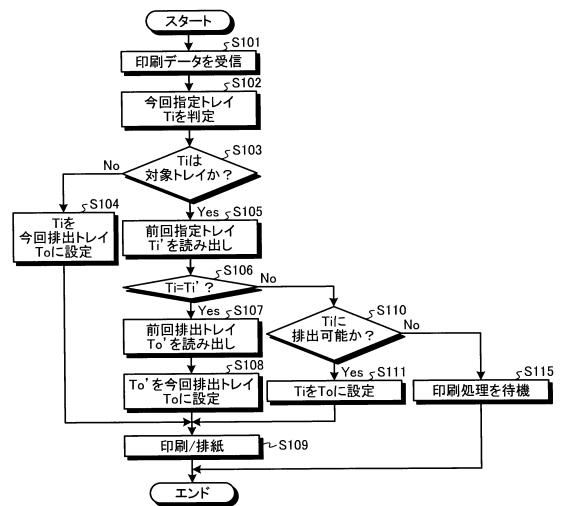 スタート
S101
印刷データを受信
S102
今回指定トレイ
Tiを判定
S103
Tiは
対象トレイか？
No
Yes
S104
Tiを
今回排出トレイ
Toに設定
S105
前回指定トレイ
Ti'を読み出し
S106
Ti=Ti'？
No
Yes
S107
前回排出トレイ
To'を読み出し
S110
Tiに
排出可能か？
No
Yes
S108
To'を今回排出トレイ
Toに設定
S111
TiをToに設定
S115
印刷処理を待機
印刷/排紙
S109
エンド